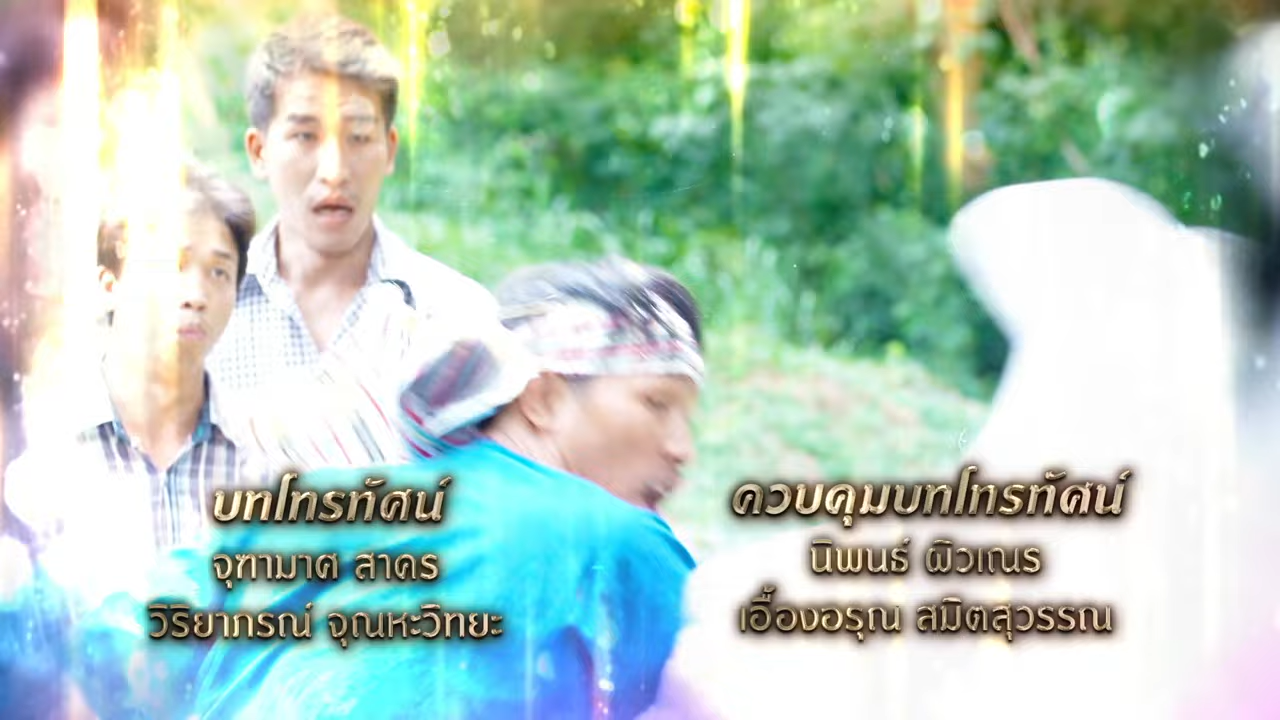 บทโทรทัศน์
จุฑามาศ สาคร
วิริยาภรณ์ จุณหะวิทยะ
ควบคุมบทโทรทัศน์
นิพนธ์ ผิวเณร
เอื้องอรุณ สมิตสุวรรณ